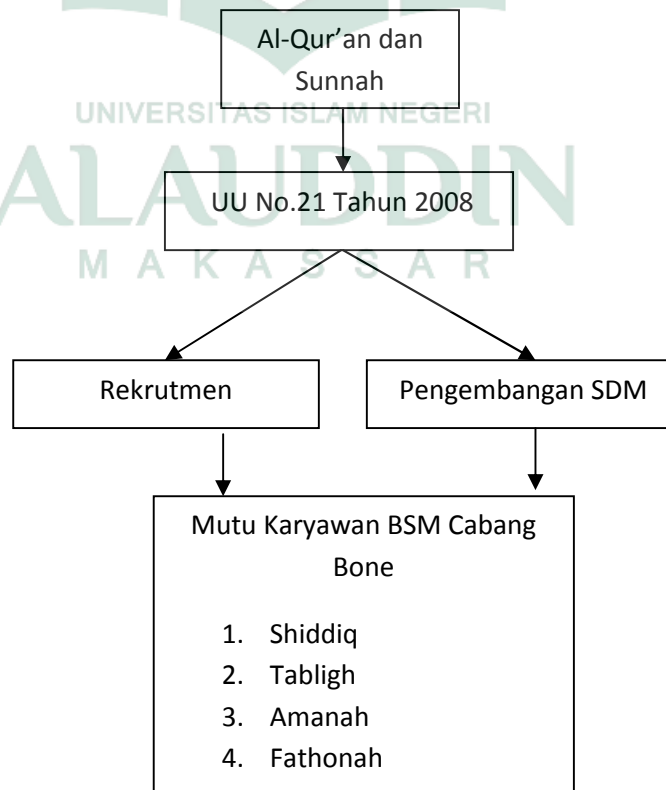 Al-Qur’an dan
Sunnah
UNIVERSITAS ISLAM NEGERI
ALAUDDIN
UU No.21 Tahun 2008
MAKASSAR
Rekrutmen
Pengembangan SDM
Mutu Karyawan BSM Cabang
Bone
1. Shiddiq
2. Tabligh
3. Amanah
4. Fathonah